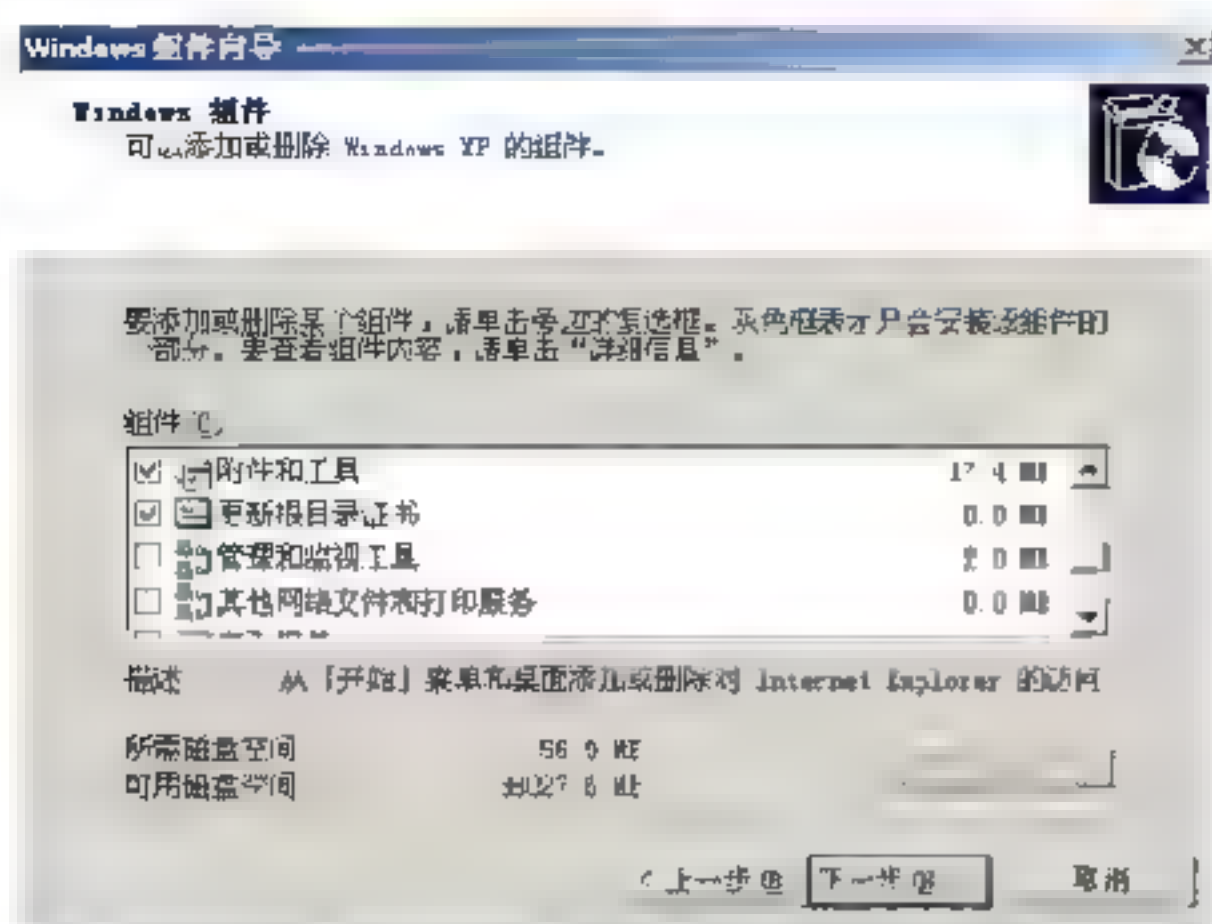 Windows 组件向导
Windows 组件
可以添加或删除 Windows XP 的组件。
要添加或删除某个组件，请单击旁边的复选框。灰色框表示只会安装该组件的
一部分。要查看组件内容，请单击“详细信息”。
组件(C)
附件和工具
更新根目录证书 0.0 MB
管理和监视工具
其他网络文件和打印服务 0.0 MB
描述 从「开始」菜单和桌面添加或删除对 Internet Explorer 的访问
所需磁盘空间
可用磁盘空间
< 上一步(B) 下一步(N) 取消